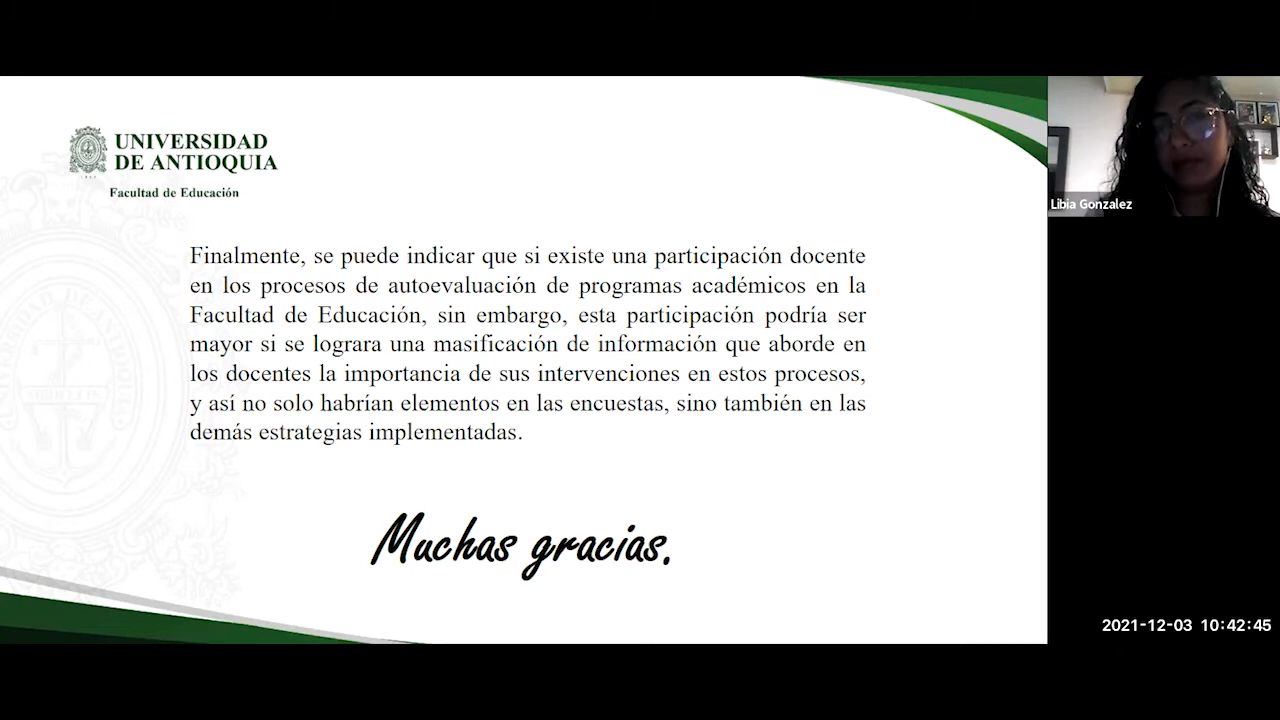 UNIVERSIDAD
DE ANTIOQUIA
Facultad de Educación
Finalmente, se puede indicar que si existe una participación docente
en los procesos de autoevaluación de programas académicos en la
Facultad de Educación, sin embargo, esta participación podría ser
mayor si se lograra una masificación de información que aborde en
los docentes la importancia de sus intervenciones en estos procesos,
y así no solo habrían elementos en las encuestas, sino también en las
demás estrategias implementadas.
Muchas gracias.
Libia Gonzalez
2021-12-03 10:42:45